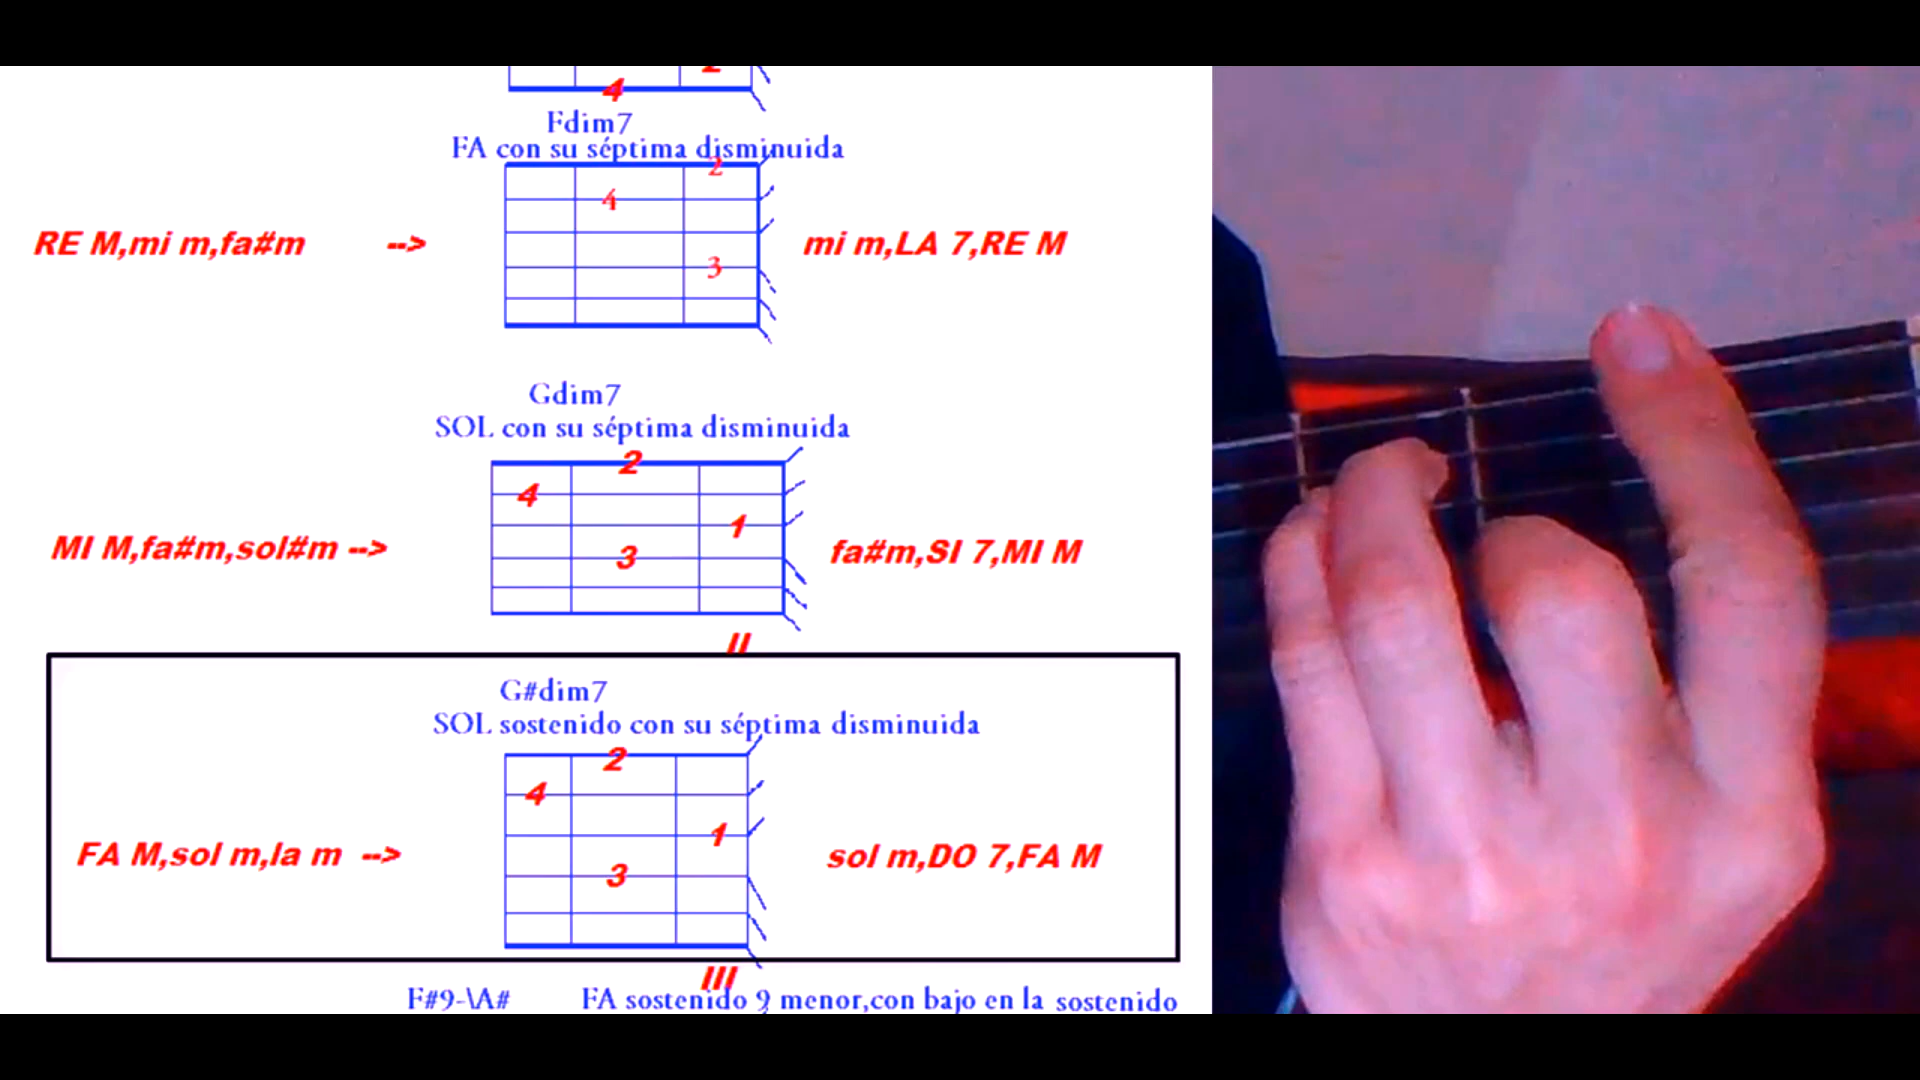 4
Fdim7
FA con su séptima disminuida
2
4
RE M,mi m,fa#m --> mi m,LA 7,RE M
3
Gdim7
SOL con su séptima disminuida
2
4
1
MI M,fa#m,sol#m --> 3 fa#m,SI 7,MI M
II
G#dim7
SOL sostenido con su séptima disminuida
2
4
1
FA M,sol m,la m --> 3 sol m,DO 7,FA M
III
F#9-\A# FA sostenido 9 menor,con bajo en la sostenido